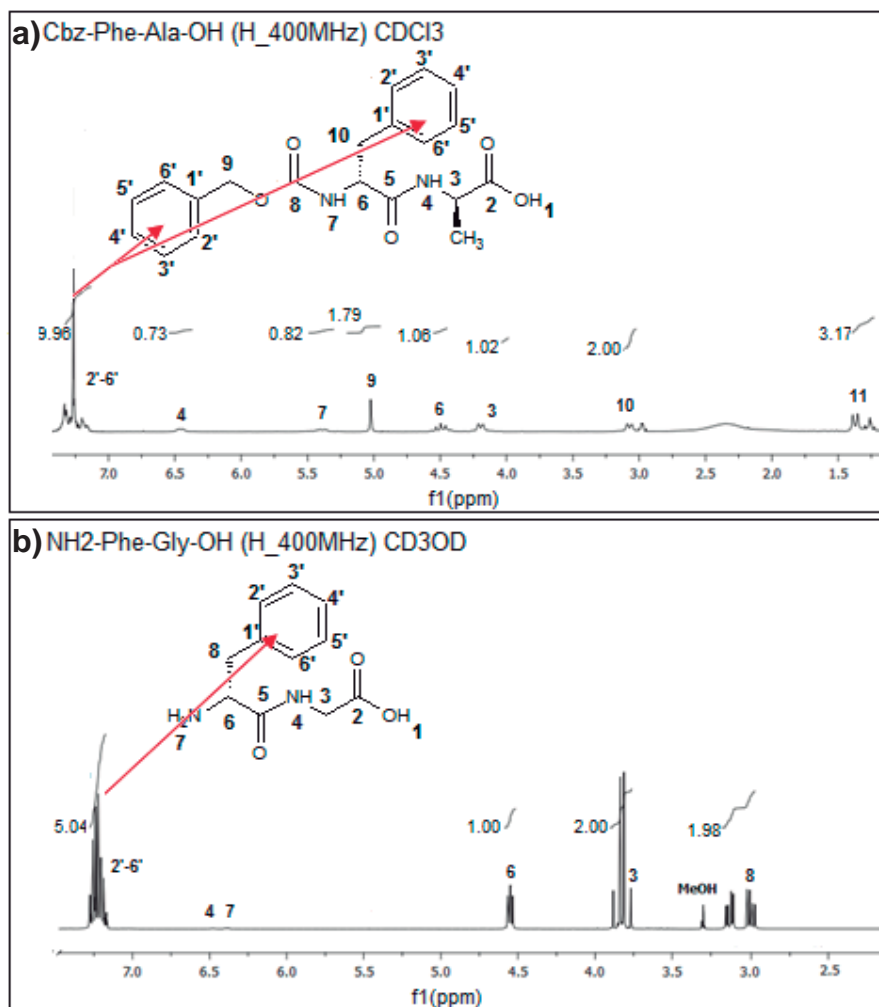 a) Cbz-Phe-Ala-OH (H_400MHz) CDCl3
3'
2' 4'
1' 5'
10 6'
O O
6' 9 5 3
5' 1' O 8 N H N H 2 OH 1
4' 2' 7 6 4
3' O CH3
9.96 0.73 0.82 1.79 1.06 1.02 2.00 3.17
2'-6' 4 7 9 6 3 10 11
7.0 6.5 6.0 5.5 5.0 4.5 4.0 3.5 3.0 2.5 2.0 1.5
f1(ppm)
b) NH2-Phe-Gly-OH (H_400MHz) CD3OD
3'
2' 4'
1' 5'
8 6' O
5 H N 3
H2N 6 4 2 OH 1
7 O
5.04 1.00 2.00 1.98
2'-6' 4 7 6 3 MeOH 8
7.0 6.5 6.0 5.5 5.0 4.5 4.0 3.5 3.0 2.5
f1(ppm)